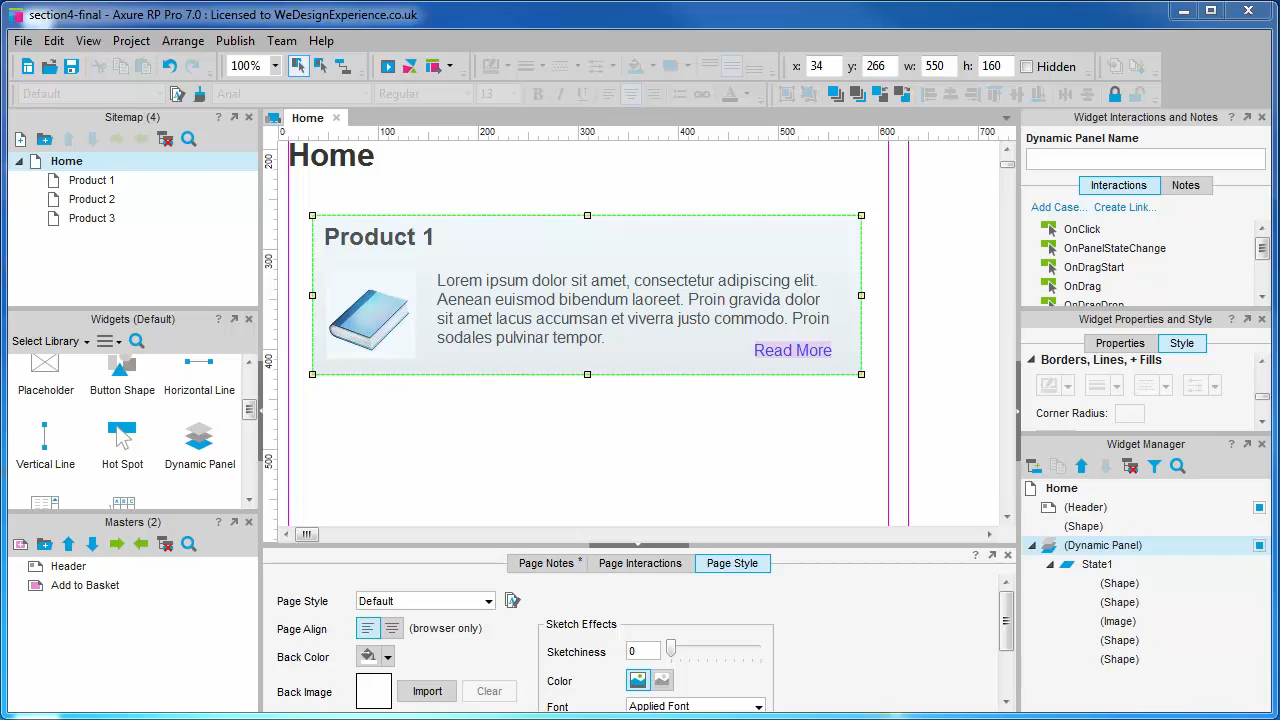 section4-final - Axure RP Pro 7.0 : Licensed to WeDesignExperience.co.uk
File Edit View Project Arrange Publish Team Help
100% x: 34 y: 266 w: 550 h: 160 Hidden
Default Arial Regular 13 B I U A
Sitemap (4)
Home
Product 1
Product 2
Product 3
Widgets (Default)
Select Library
Placeholder Button Shape Horizontal Line
Vertical Line Hot Spot Dynamic Panel
Masters (2)
Header
Add to Basket
Home
0 100 200 300 400 500 600 700
200
300
400
500
Home
Product 1
Lorem ipsum dolor sit amet, consectetur adipiscing elit.
Aenean euismod bibendum laoreet. Proin gravida dolor
sit amet lacus accumsan et viverra justo commodo. Proin
sodales pulvinar tempor.
Read More
Page Notes * Page Interactions Page Style
Page Style Default
Page Align (browser only)
Back Color
Back Image Import Clear
Sketch Effects
Sketchiness 0
Color
Font Applied Font
Widget Interactions and Notes
Dynamic Panel Name
Interactions Notes
Add Case... Create Link...
OnClick
OnPanelStateChange
OnDragStart
OnDrag
OnDragDrop
Widget Properties and Style
Properties Style
Borders, Lines, + Fills
Corner Radius:
Widget Manager
Home
(Header)
(Shape)
(Dynamic Panel)
State1
(Shape)
(Shape)
(Image)
(Shape)
(Shape)